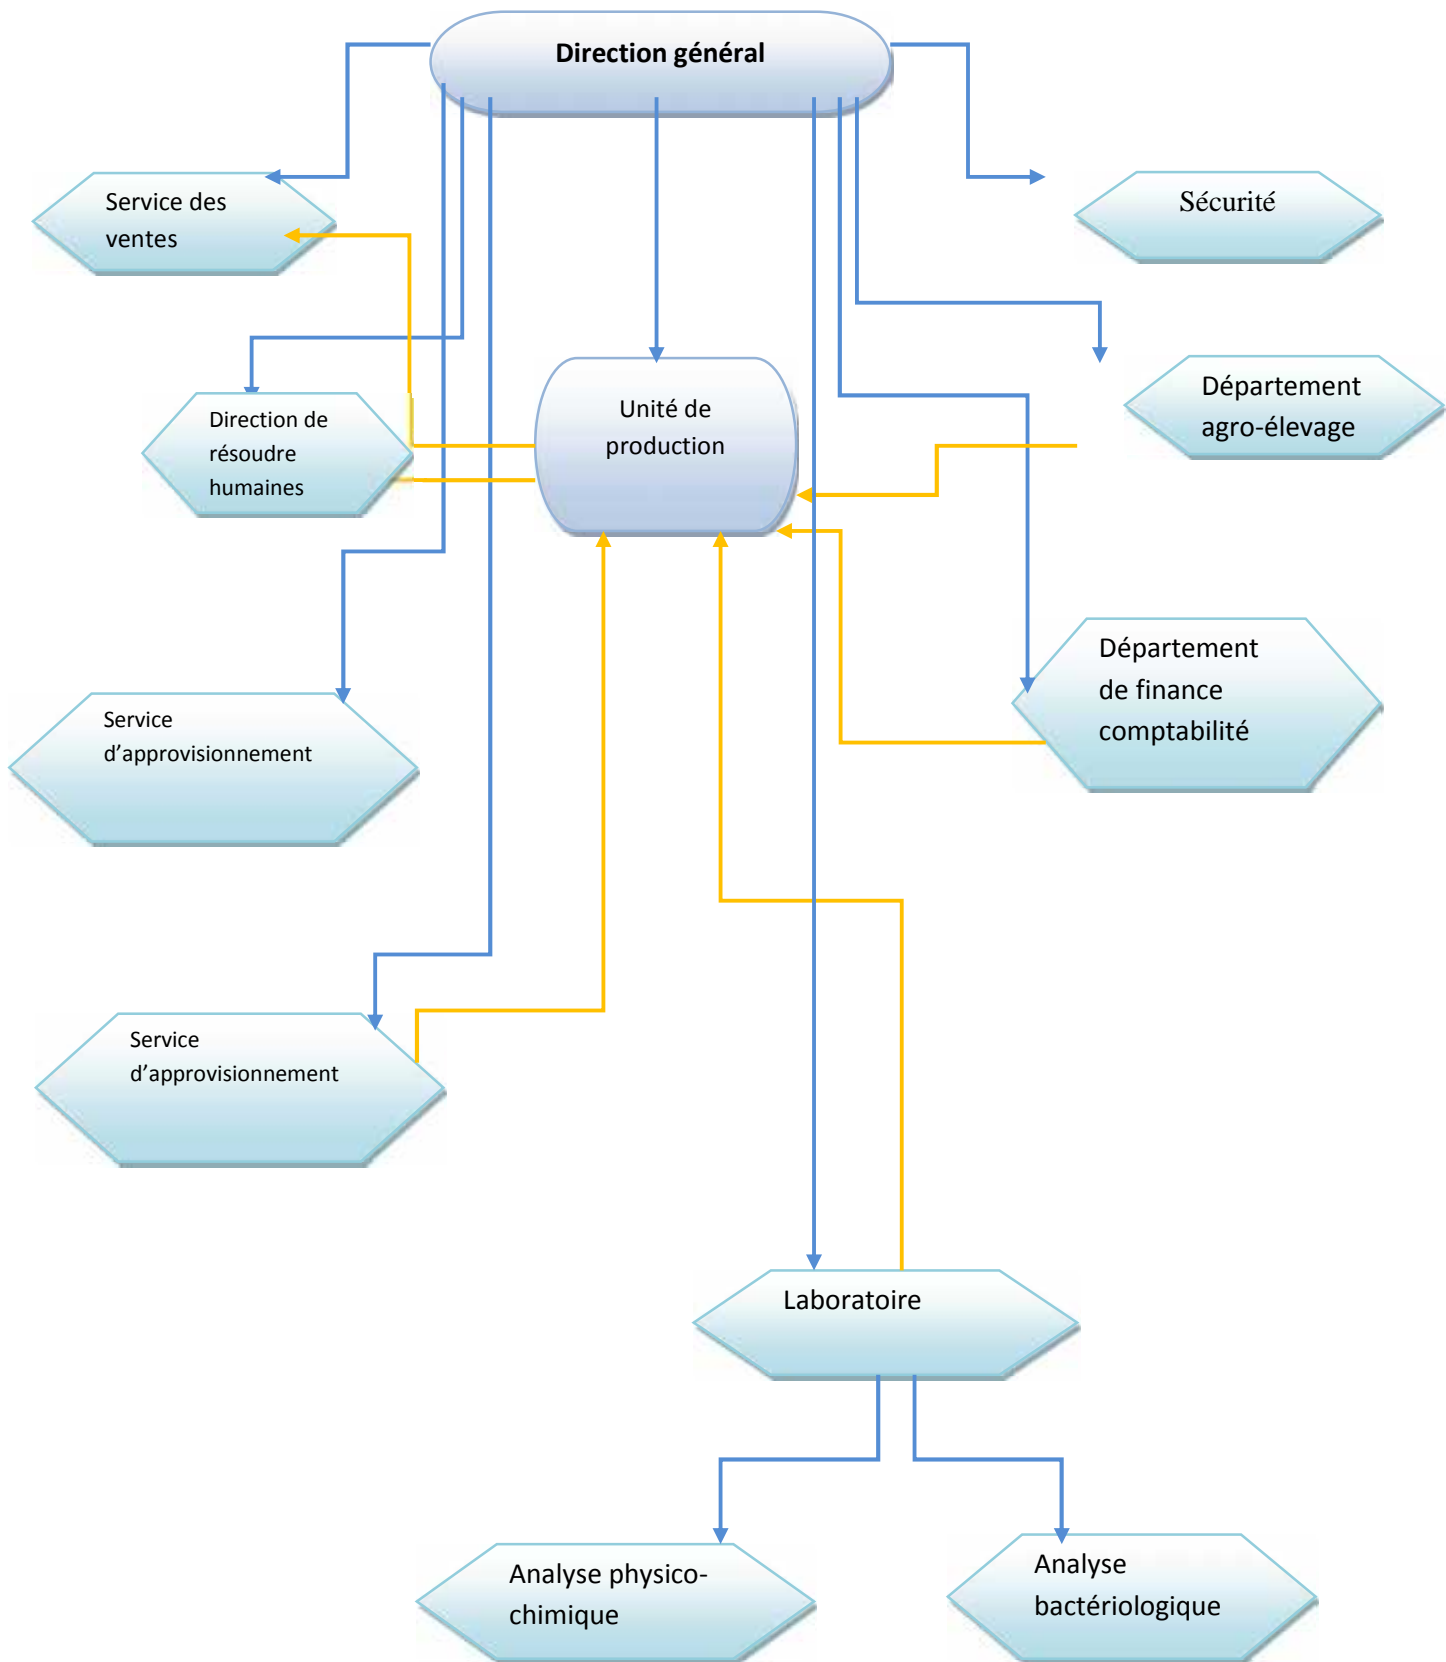 Direction général
Service des
ventes
Sécurité
Direction de
résoudre
humaines
Unité de
production
Département
agro-élevage
Département
de finance
comptabilité
Service
d’approvisionnement
Service
d’approvisionnement
Laboratoire
Analyse physico-
chimique
Analyse
bactériologique